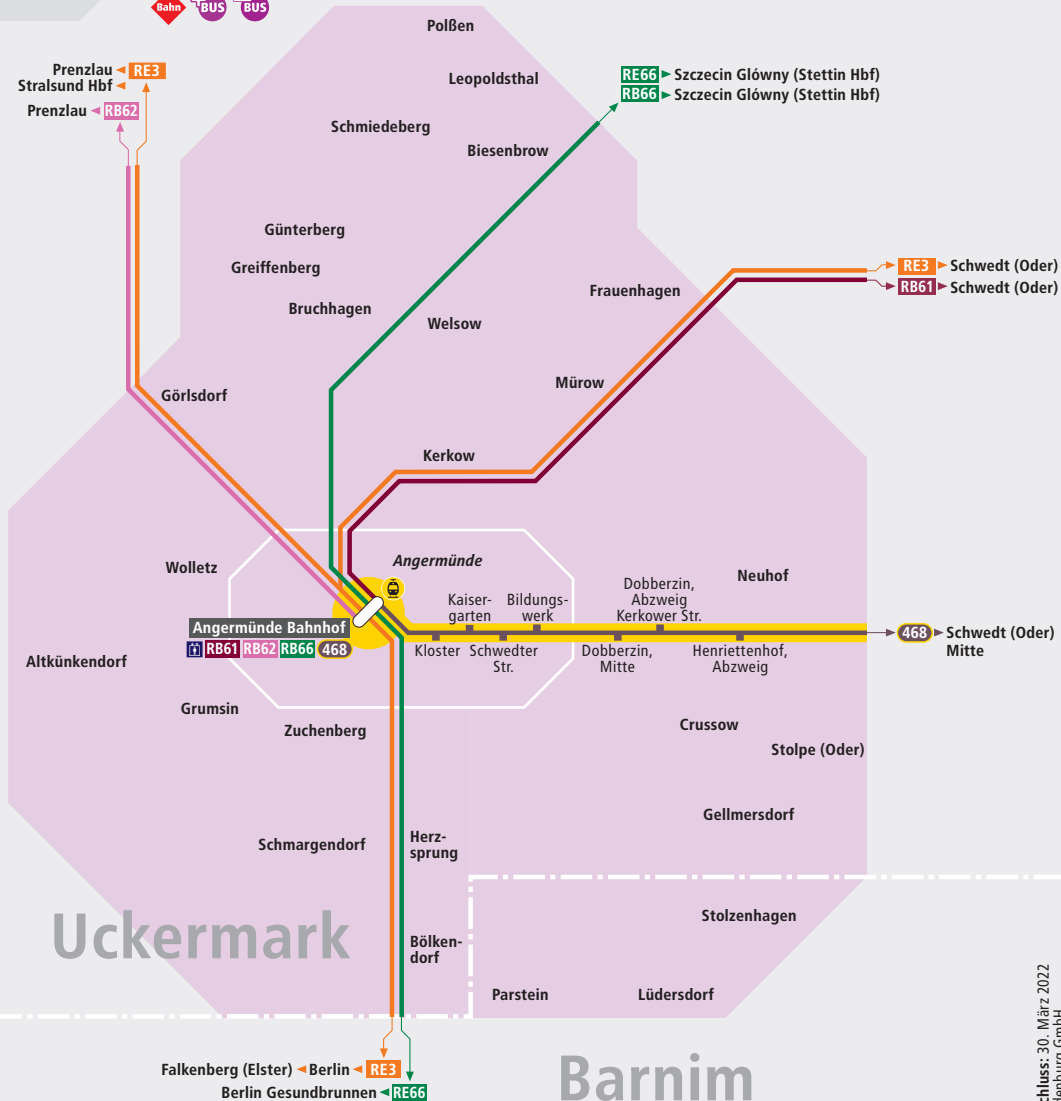 Bahn
BUS
BUS
Polßen
Prenzlau RE3
Stralsund Hbf
Prenzlau RB62
Leopoldsthal
RE66 Szczecin Glówny (Stettin Hbf)
RB66 Szczecin Glówny (Stettin Hbf)
Schmiedeberg
Biesenbrow
Günterberg
Greiffenberg
Bruchhagen
Welsow
Frauenhagen
RE3 Schwedt (Oder)
RB61 Schwedt (Oder)
Mürow
Görlsdorf
Kerkow
Wolletz
Angermünde
Neuhof
Kaiser-
garten
Bildungs-
werk
Dobberzin,
Abzweig
Kerkower Str.
Angermünde Bahnhof
RB61 RB62 RB66 468
Kloster
Schwedter
Str.
Dobberzin,
Mitte
Henriettenhof,
Abzweig
468 Schwedt (Oder)
Mitte
Altkünkendorf
Grumsin
Zuchenberg
Crussow
Stolpe (Oder)
Gellmersdorf
Schmargendorf
Herz-
sprung
Uckermark
Bölken-
dorf
Stolzenhagen
Parstein
Lüdersdorf
Falkenberg (Elster) Berlin RE3
Berlin Gesundbrunnen RE66
Barnim
chluss: 30. März 2022
denburg GmbH